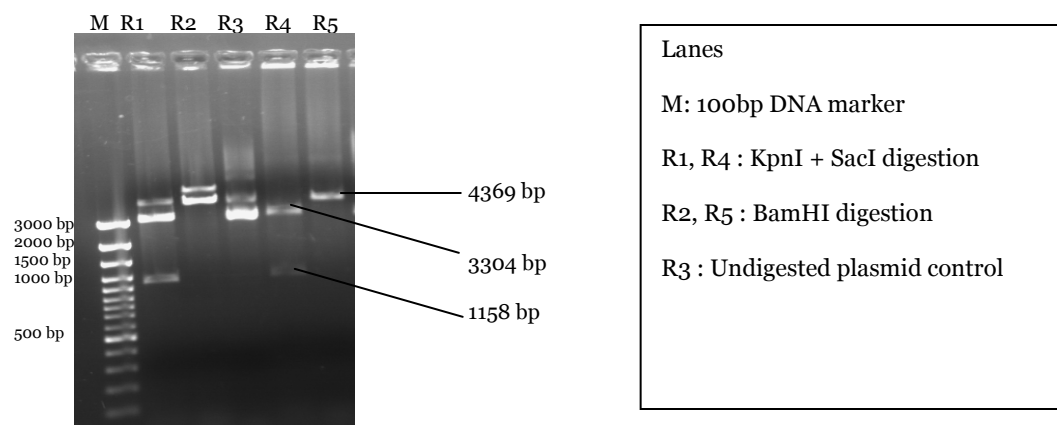 M R1 R2 R3 R4 R5
3000 bp
2000 bp
1500 bp
1000 bp
500 bp
4369 bp
3304 bp
1158 bp
Lanes
M: 100bp DNA marker
R1, R4 : KpnI + SacI digestion
R2, R5 : BamHI digestion
R3 : Undigested plasmid control